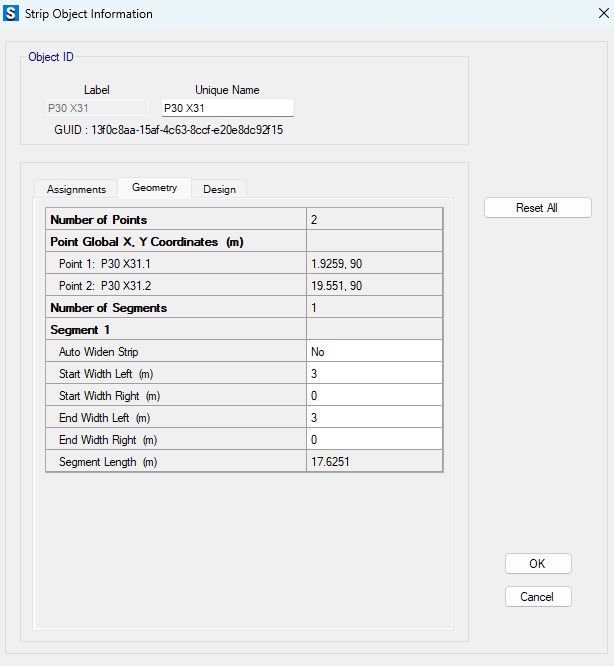 S Strip Object Information
Object ID
Label Unique Name
P30 X31 P30 X31
GUID : 13f0c8aa-15af-4c63-8ccf-e20e8dc92f15
Assignments Geometry Design
Reset All
Number of Points 2
Point Global X, Y Coordinates (m)
Point 1: P30 X31.1 1.9259, 90
Point 2: P30 X31.2 19.551, 90
Number of Segments 1
Segment 1
Auto Widen Strip No
Start Width Left (m) 3
Start Width Right (m) 0
End Width Left (m) 3
End Width Right (m) 0
Segment Length (m) 17.6251
OK
Cancel